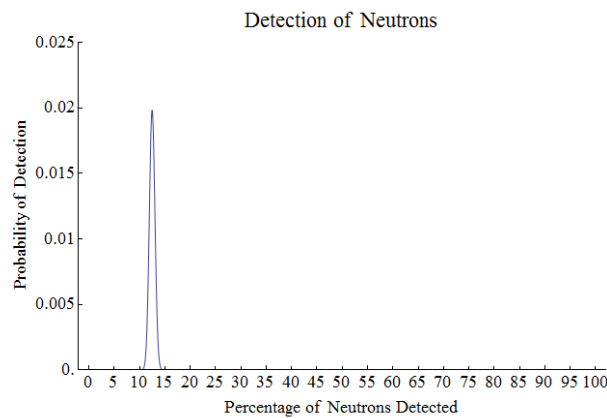 Detection of Neutrons
0.025
0.02
0.015
0.01
0.005
0.
Probability of Detection
0 5 10 15 20 25 30 35 40 45 50 55 60 65 70 75 80 85 90 95 100
Percentage of Neutrons Detected